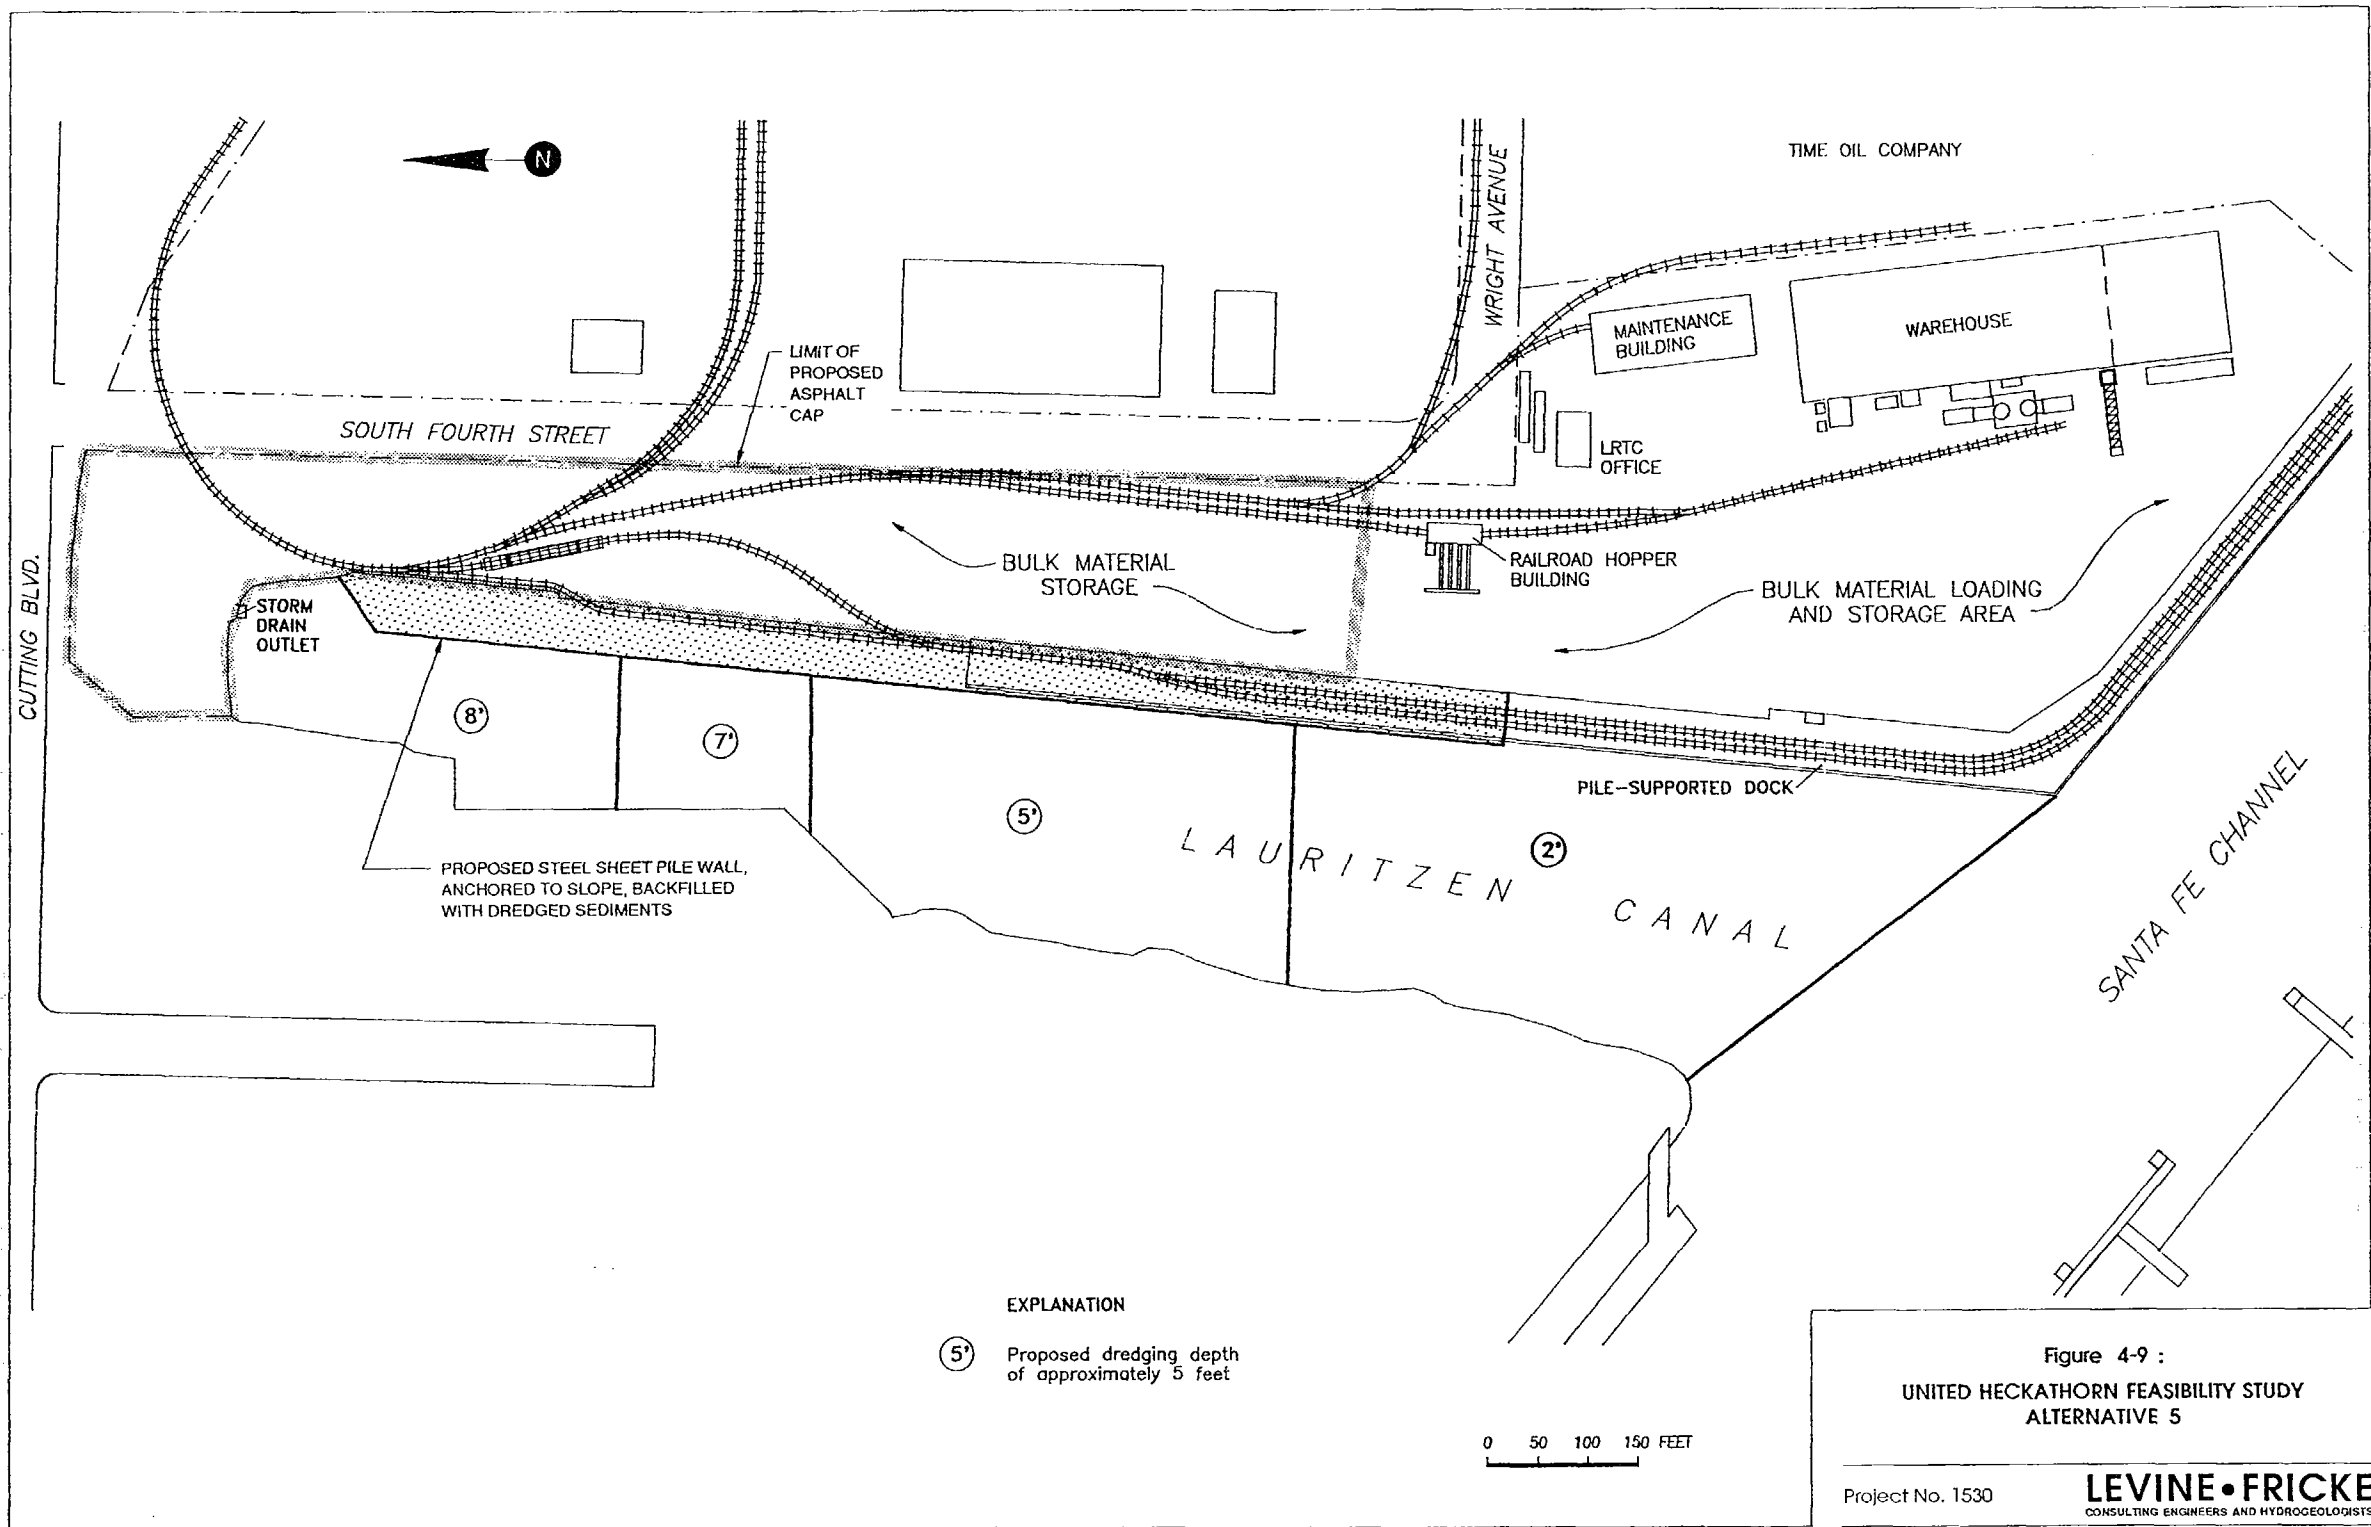 N
TIME OIL COMPANY
WRIGHT AVENUE
MAINTENANCE
BUILDING
WAREHOUSE
LIMIT OF
PROPOSED
ASPHALT
CAP
SOUTH FOURTH STREET
LRTC
OFFICE
CUTTING BLVD.
BULK MATERIAL
STORAGE
RAILROAD HOPPER
BUILDING
BULK MATERIAL LOADING
AND STORAGE AREA
STORM
DRAIN
OUTLET
8'
7'
5'
2'
PILE-SUPPORTED DOCK
LAURITZEN CANAL
SANTA FE CHANNEL
PROPOSED STEEL SHEET PILE WALL,
ANCHORED TO SLOPE, BACKFILLED
WITH DREDGED SEDIMENTS
EXPLANATION
5' Proposed dredging depth
of approximately 5 feet
0 50 100 150 FEET
Figure 4-9 :
UNITED HECKATHORN FEASIBILITY STUDY
ALTERNATIVE 5
Project No. 1530
LEVINE•FRICKE
CONSULTING ENGINEERS AND HYDROGEOLOGISTS